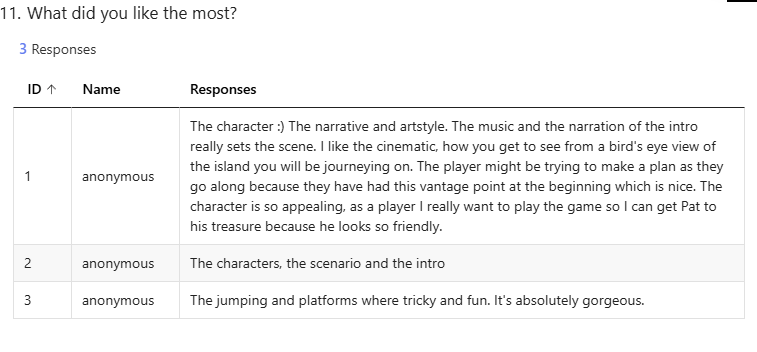 11. What did you like the most?
3 Responses
ID ↑ Name Responses
The character :) The narrative and artstyle. The music and the narration of the intro
really sets the scene. I like the cinematic, how you get to see from a bird's eye view of
the island you will be journeying on. The player might be trying to make a plan as they
1 anonymous go along because they have had this vantage point at the beginning which is nice. The
character is so appealing, as a player I really want to play the game so I can get Pat to
his treasure because he looks so friendly.
2 anonymous The characters, the scenario and the intro
3 anonymous The jumping and platforms where tricky and fun. It's absolutely gorgeous.